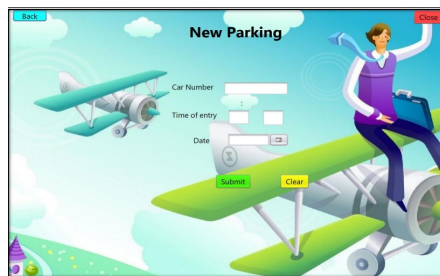 Back
Close
New Parking
Car Number
:
Time of entry
Date
Submit
Clear